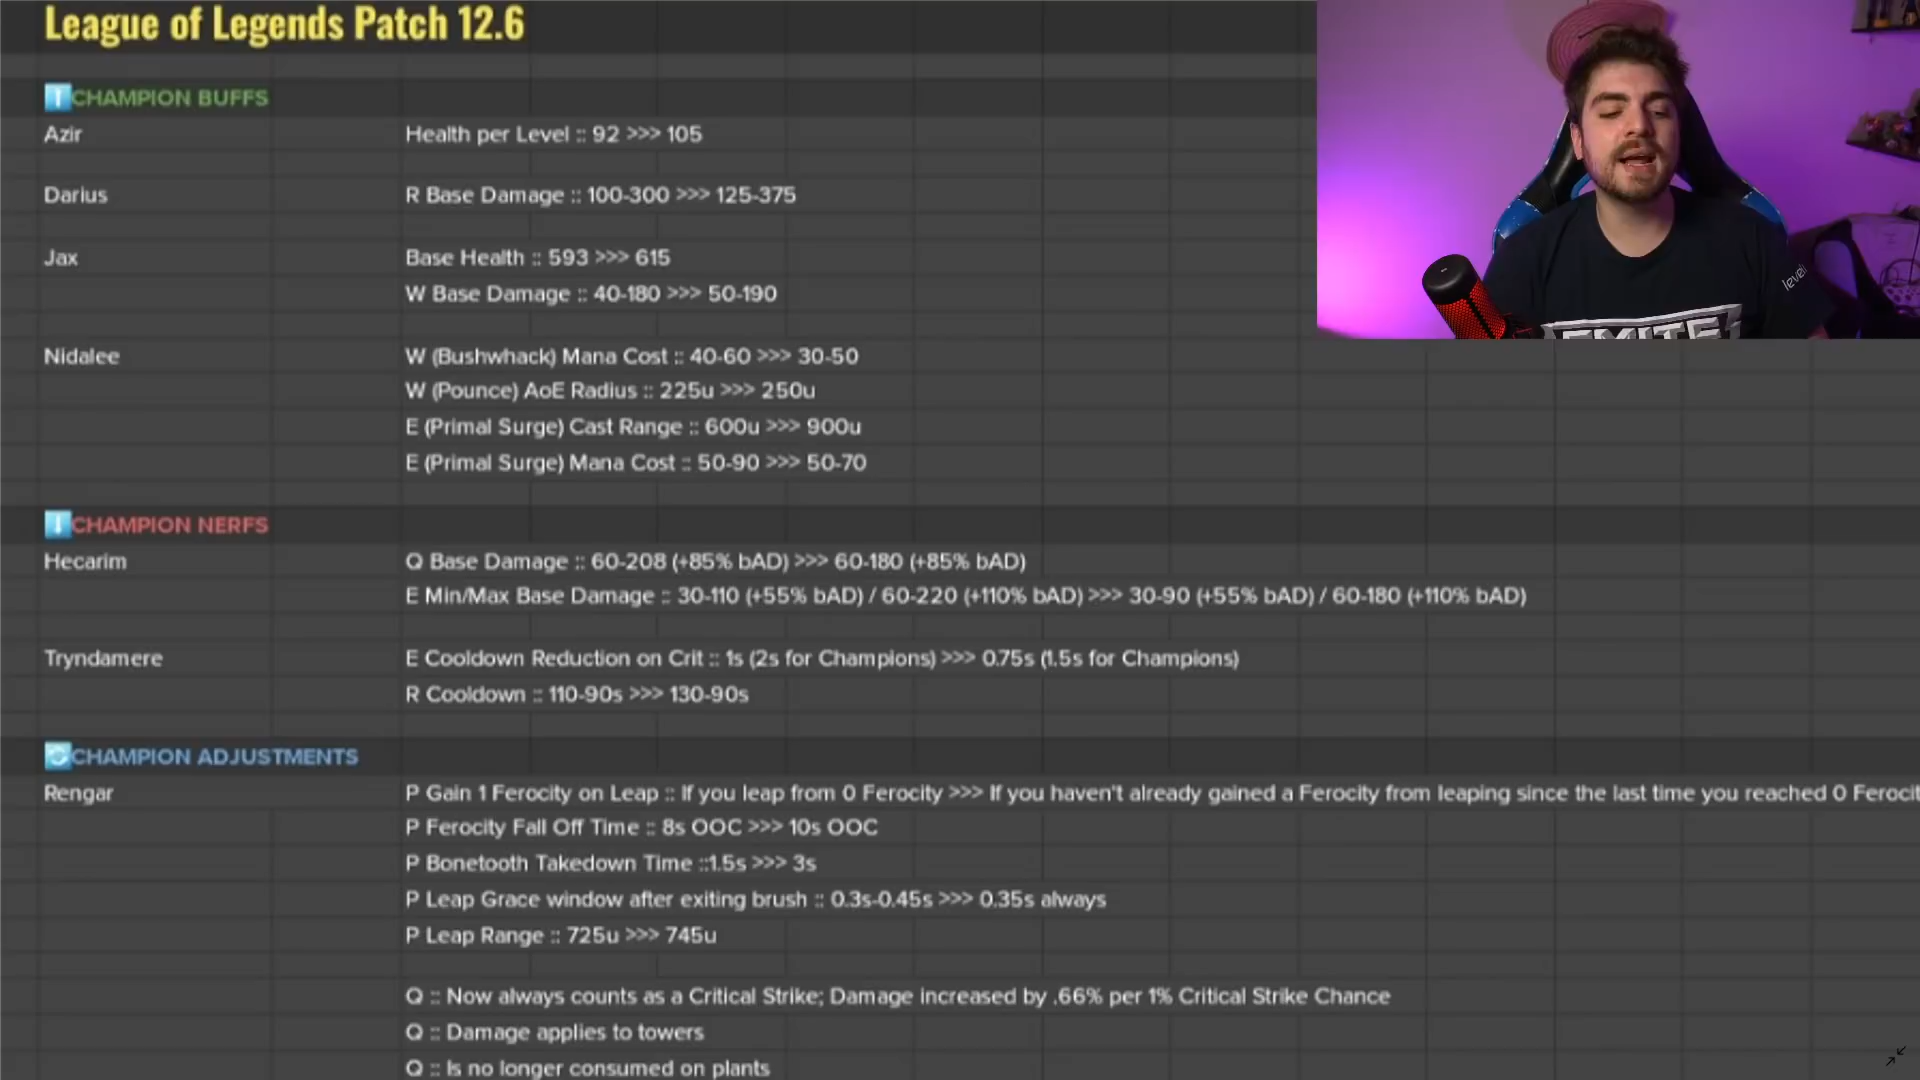 League of Legends Patch 12.6
CHAMPION BUFFS
Azir Health per Level :: 92 >>> 105
Darius R Base Damage :: 100-300 >>> 125-375
Jax Base Health :: 593 >>> 615
W Base Damage :: 40-180 >>> 50-190
Nidalee W (Bushwhack) Mana Cost :: 40-60 >>> 30-50
W (Pounce) AoE Radius :: 225u >>> 250u
E (Primal Surge) Cast Range :: 600u >>> 900u
E (Primal Surge) Mana Cost :: 50-90 >>> 50-70
CHAMPION NERFS
Hecarim Q Base Damage :: 60-208 (+85% bAD) >>> 60-180 (+85% bAD)
E Min/Max Base Damage :: 30-110 (+55% bAD) / 60-220 (+110% bAD) >>> 30-90 (+55% bAD) / 60-180 (+110% bAD)
Tryndamere E Cooldown Reduction on Crit :: 1s (2s for Champions) >>> 0.75s (1.5s for Champions)
R Cooldown :: 110-90s >>> 130-90s
CHAMPION ADJUSTMENTS
Rengar P Gain 1 Ferocity on Leap :: If you leap from 0 Ferocity >>> If you haven't already gained a Ferocity from leaping since the last time you reached 0 Ferocit
P Ferocity Fall Off Time :: 8s OOC >>> 10s OOC
P Bonetooth Takedown Time ::1.5s >>> 3s
P Leap Grace window after exiting brush :: 0.3s-0.45s >>> 0.35s always
P Leap Range :: 725u >>> 745u
Q :: Now always counts as a Critical Strike; Damage increased by .66% per 1% Critical Strike Chance
Q :: Damage applies to towers
Q :: Is no longer consumed on plants
level